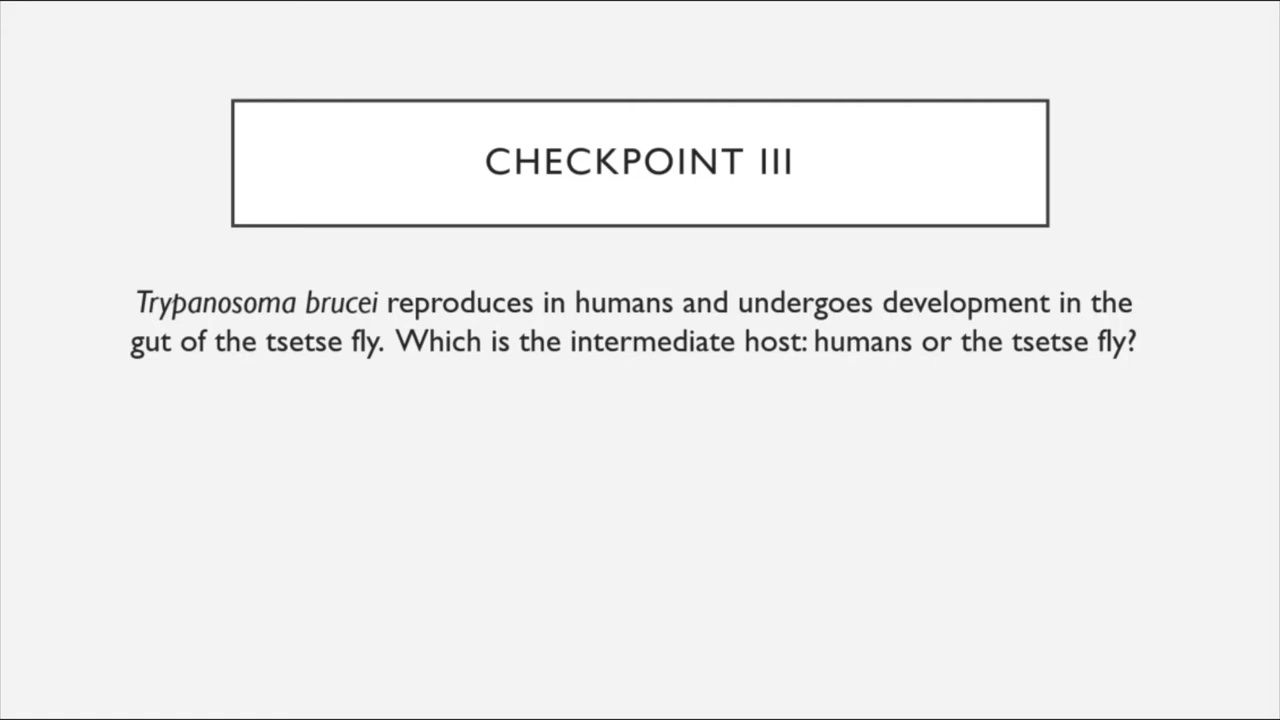 CHECKPOINT III
Trypanosoma brucei reproduces in humans and undergoes development in the
gut of the tsetse fly. Which is the intermediate host: humans or the tsetse fly?